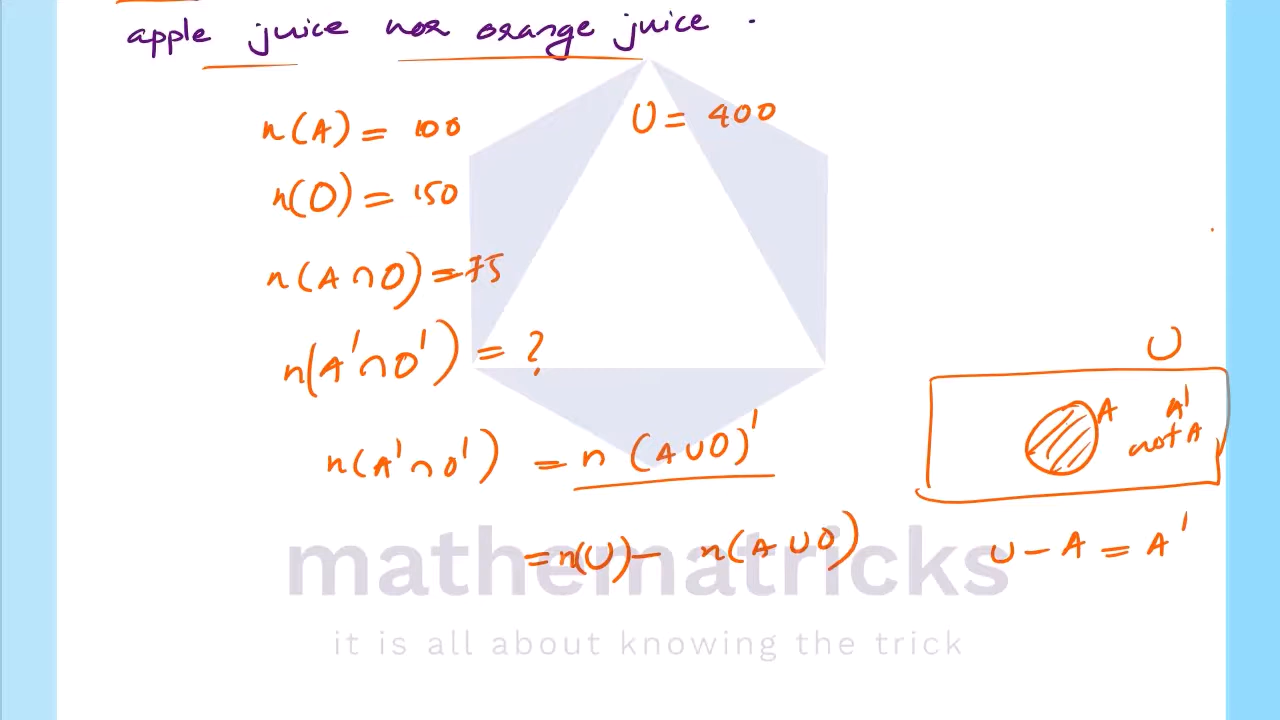 apple juice nor orange juice .
n(A) = 100
U = 400
n(O) = 150
n(A∩O) = 75
n(A'∩O') = ?
U
A
A'
not A
n(A'∩O') = n (A∪O)'
= n(U) - n(A∪O)
U - A = A'
mathematricks
it is all about knowing the trick